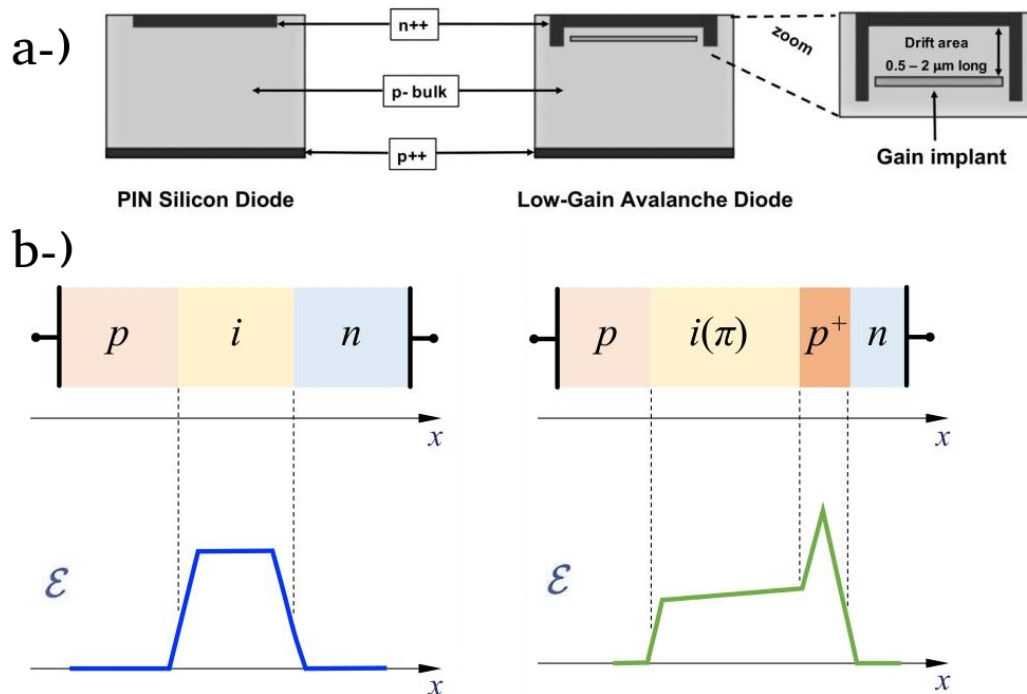 a-)
n++
p- bulk
p++
PIN Silicon Diode
Low-Gain Avalanche Diode
zoom
Drift area
0.5 – 2 μm long
Gain implant
b-)
p
i
n
x
ℰ
x
p
i(π)
p+
n
x
ℰ
x